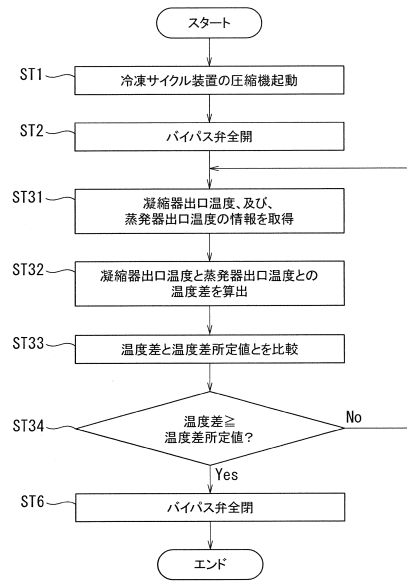 スタート
ST1
冷凍サイクル装置の圧縮機起動
ST2
バイパス弁全開
ST31
凝縮器出口温度、及び、
蒸発器出口温度の情報を取得
ST32
凝縮器出口温度と蒸発器出口温度との
温度差を算出
ST33
温度差と温度差所定値とを比較
ST34
温度差≧
温度差所定値?
No
Yes
ST6
バイパス弁全閉
エンド